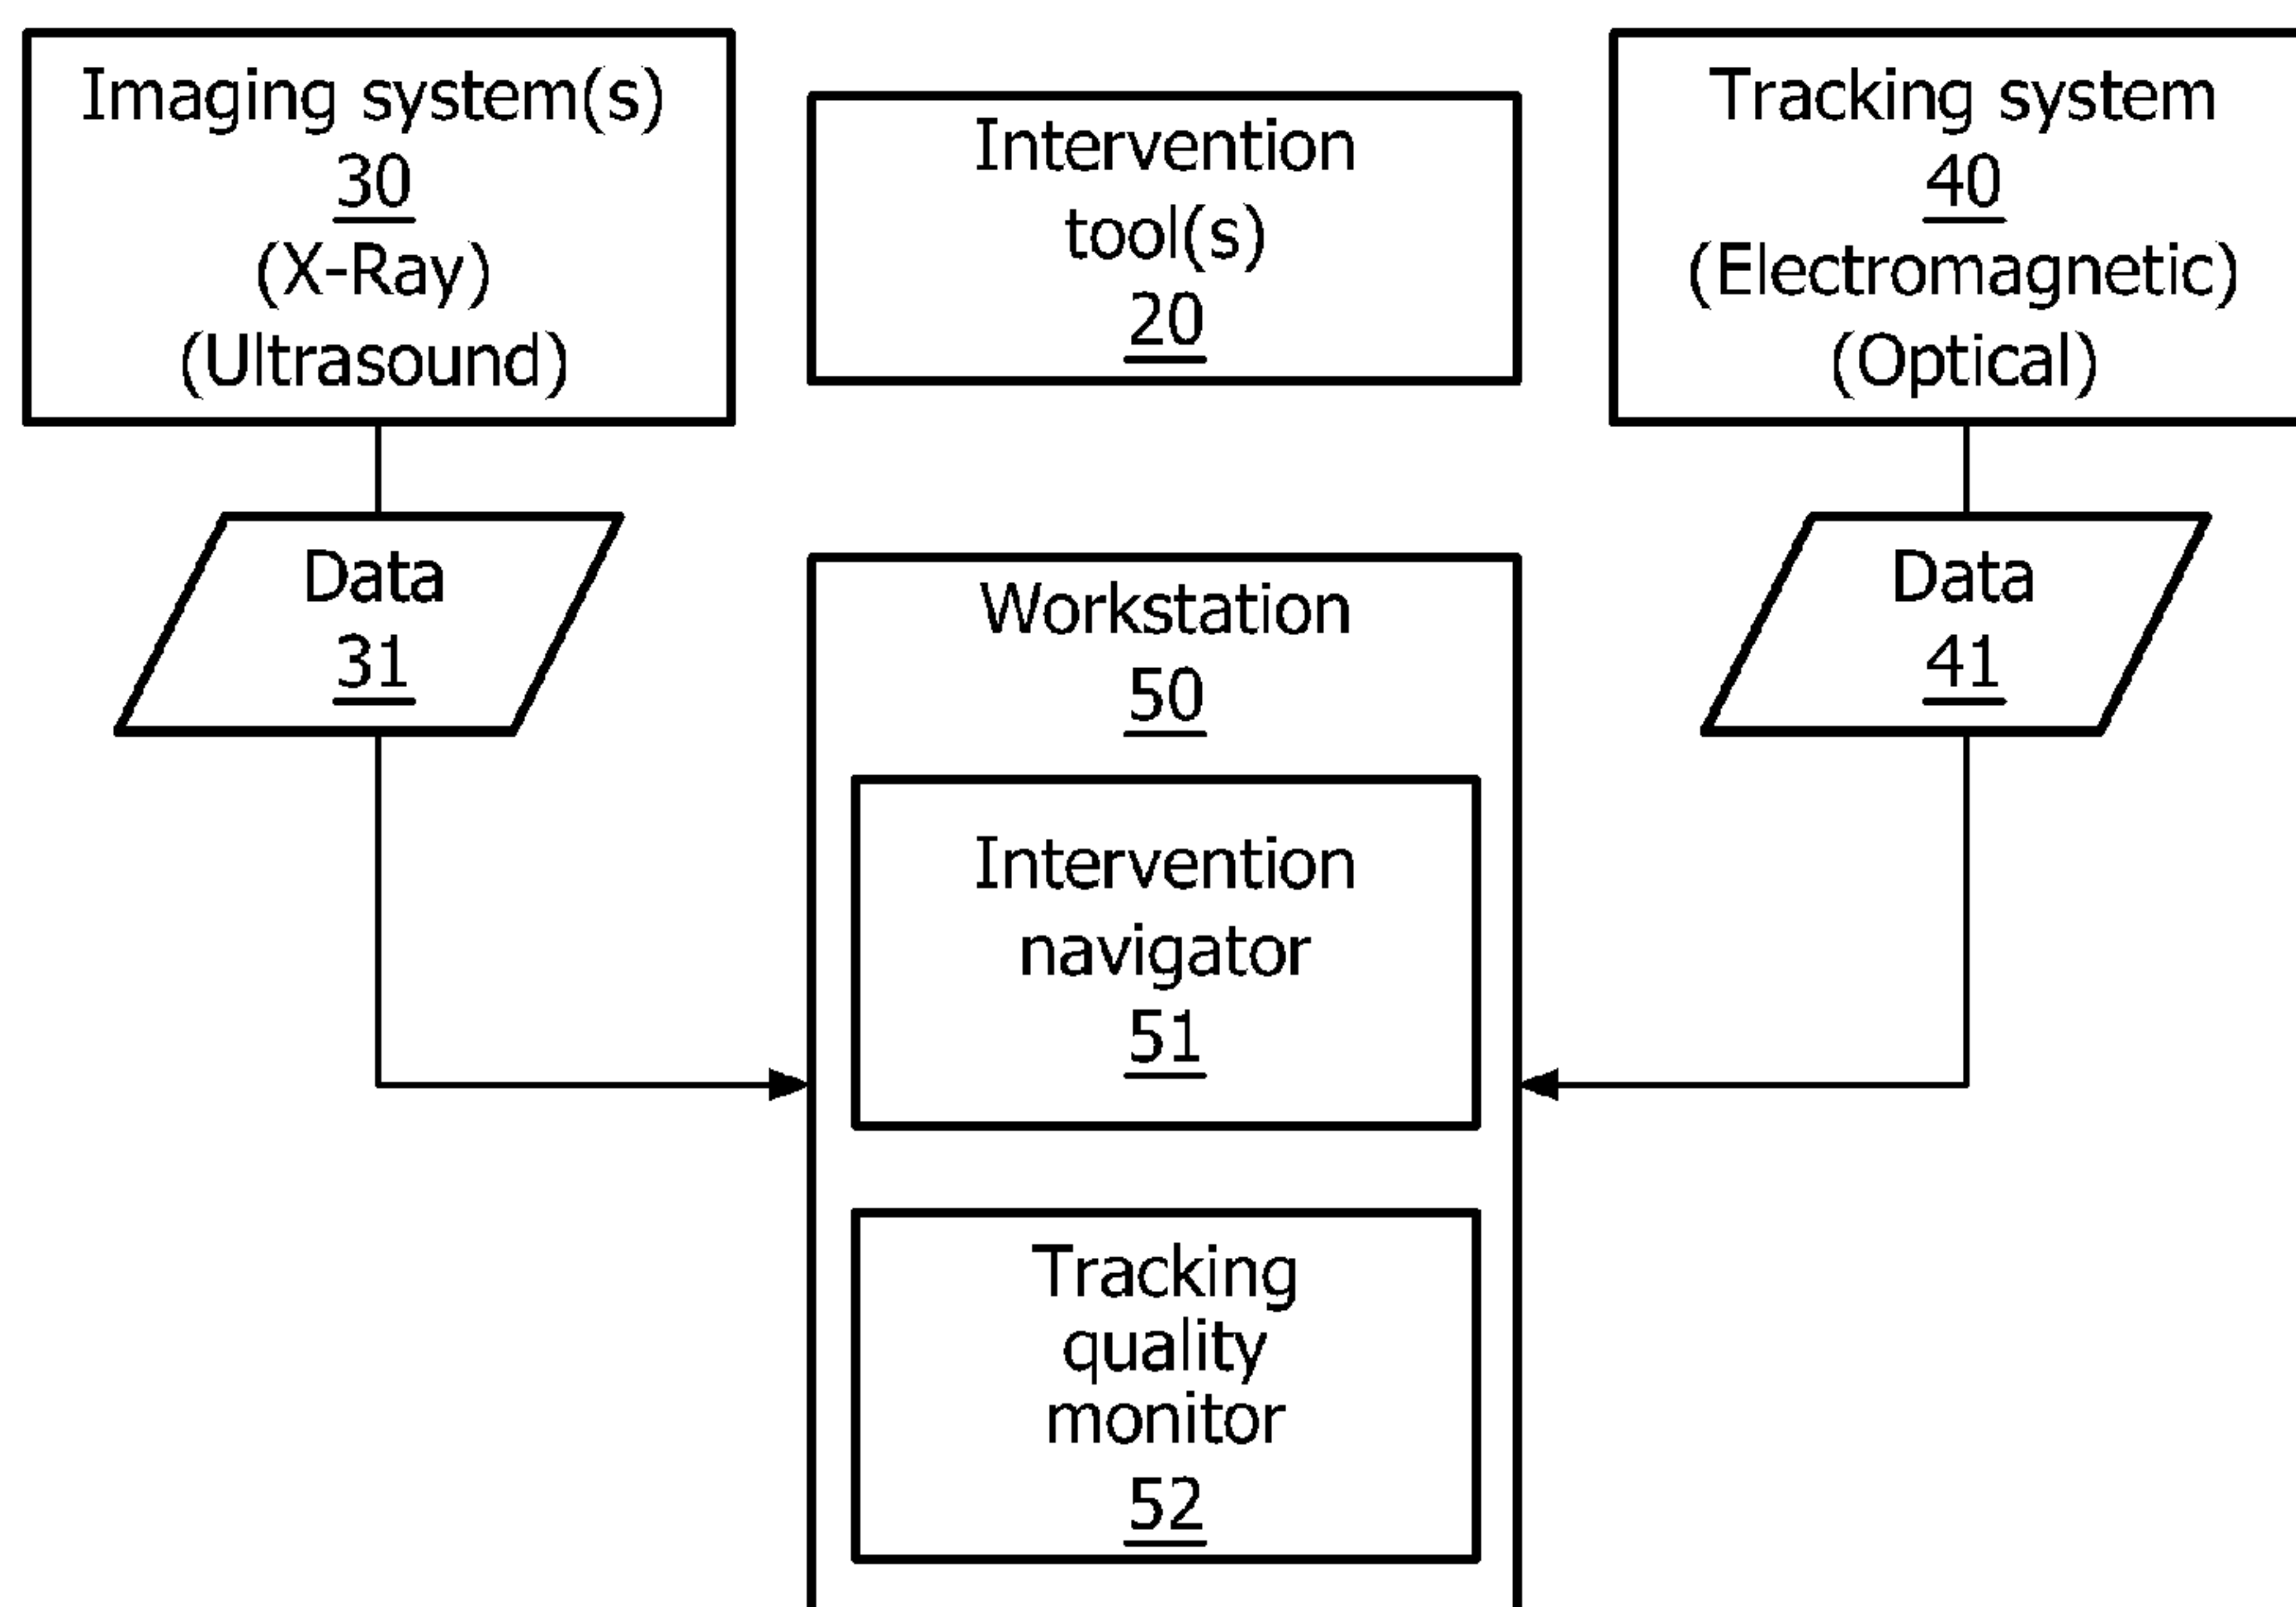 Imaging system(s)
30
(X-Ray)
(Ultrasound)
Intervention
tool(s)
20
Tracking system
40
(Electromagnetic)
(Optical)
Data
31
Workstation
50
Intervention
navigator
51
Tracking
quality
monitor
52
Data
41